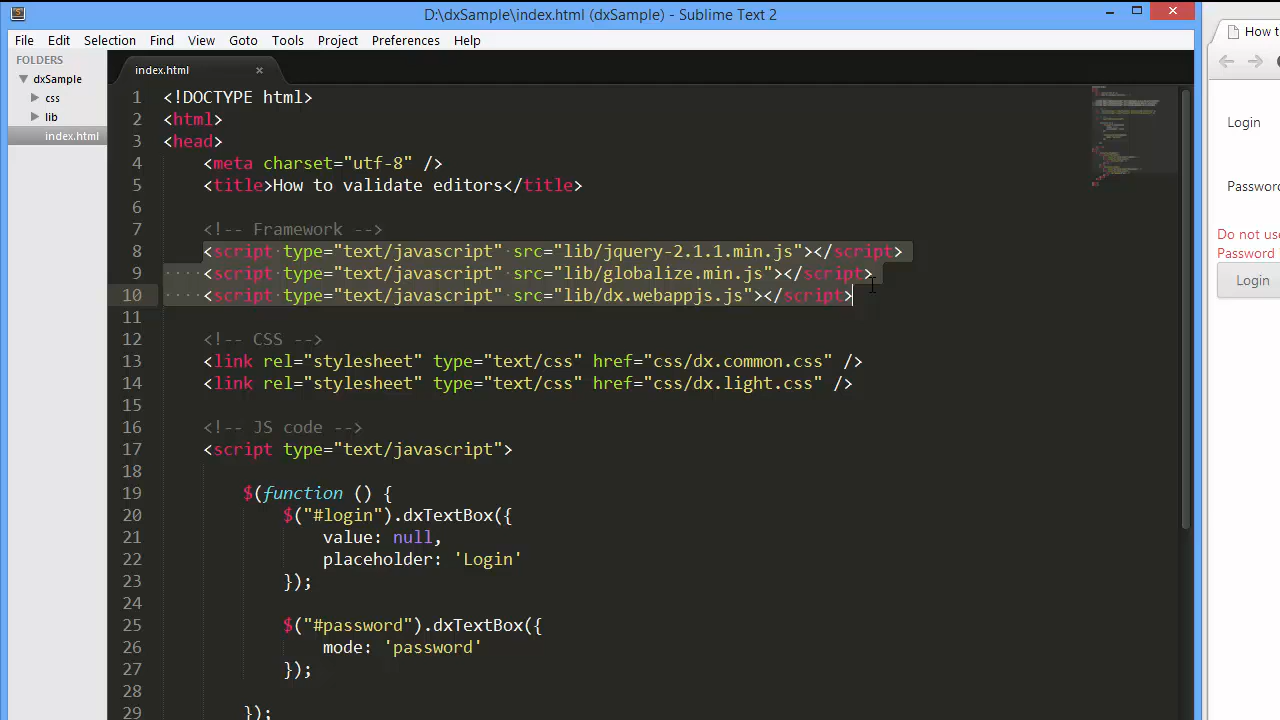 D:\dxSample\index.html (dxSample) - Sublime Text 2
File Edit Selection Find View Goto Tools Project Preferences Help
FOLDERS
dxSample
css
lib
index.html
index.html
1 <!DOCTYPE html>
2 <html>
3 <head>
4 <meta charset="utf-8" />
5 <title>How to validate editors</title>
6
7 <!-- Framework -->
8 <script type="text/javascript" src="lib/jquery-2.1.1.min.js"></script>
9 <script type="text/javascript" src="lib/globalize.min.js"></script>
10 <script type="text/javascript" src="lib/dx.webappjs.js"></script>
11
12 <!-- CSS -->
13 <link rel="stylesheet" type="text/css" href="css/dx.common.css" />
14 <link rel="stylesheet" type="text/css" href="css/dx.light.css" />
15
16 <!-- JS code -->
17 <script type="text/javascript">
18
19 $(function () {
20 $("#login").dxTextBox({
21 value: null,
22 placeholder: 'Login'
23 });
24
25 $("#password").dxTextBox({
26 mode: 'password'
27 });
28
29 });
How t
Login
Password
Do not use
Password
Login